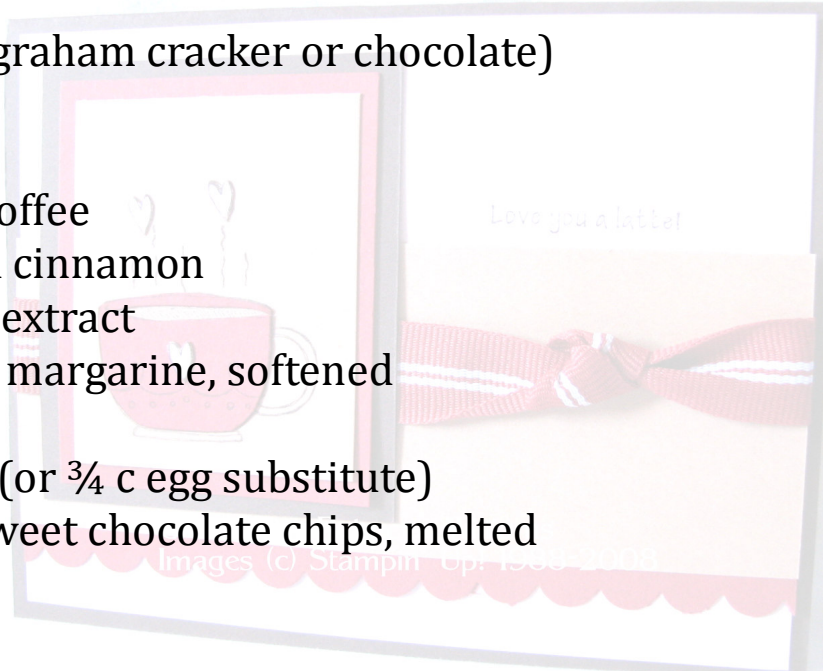 graham cracker or chocolate)
offee
cinnamon
extract
margarine, softened
(or ¾ c egg substitute)
weet chocolate chips, melted
Love you a latte!
Images (c) Stampin' Up! 1986-2008